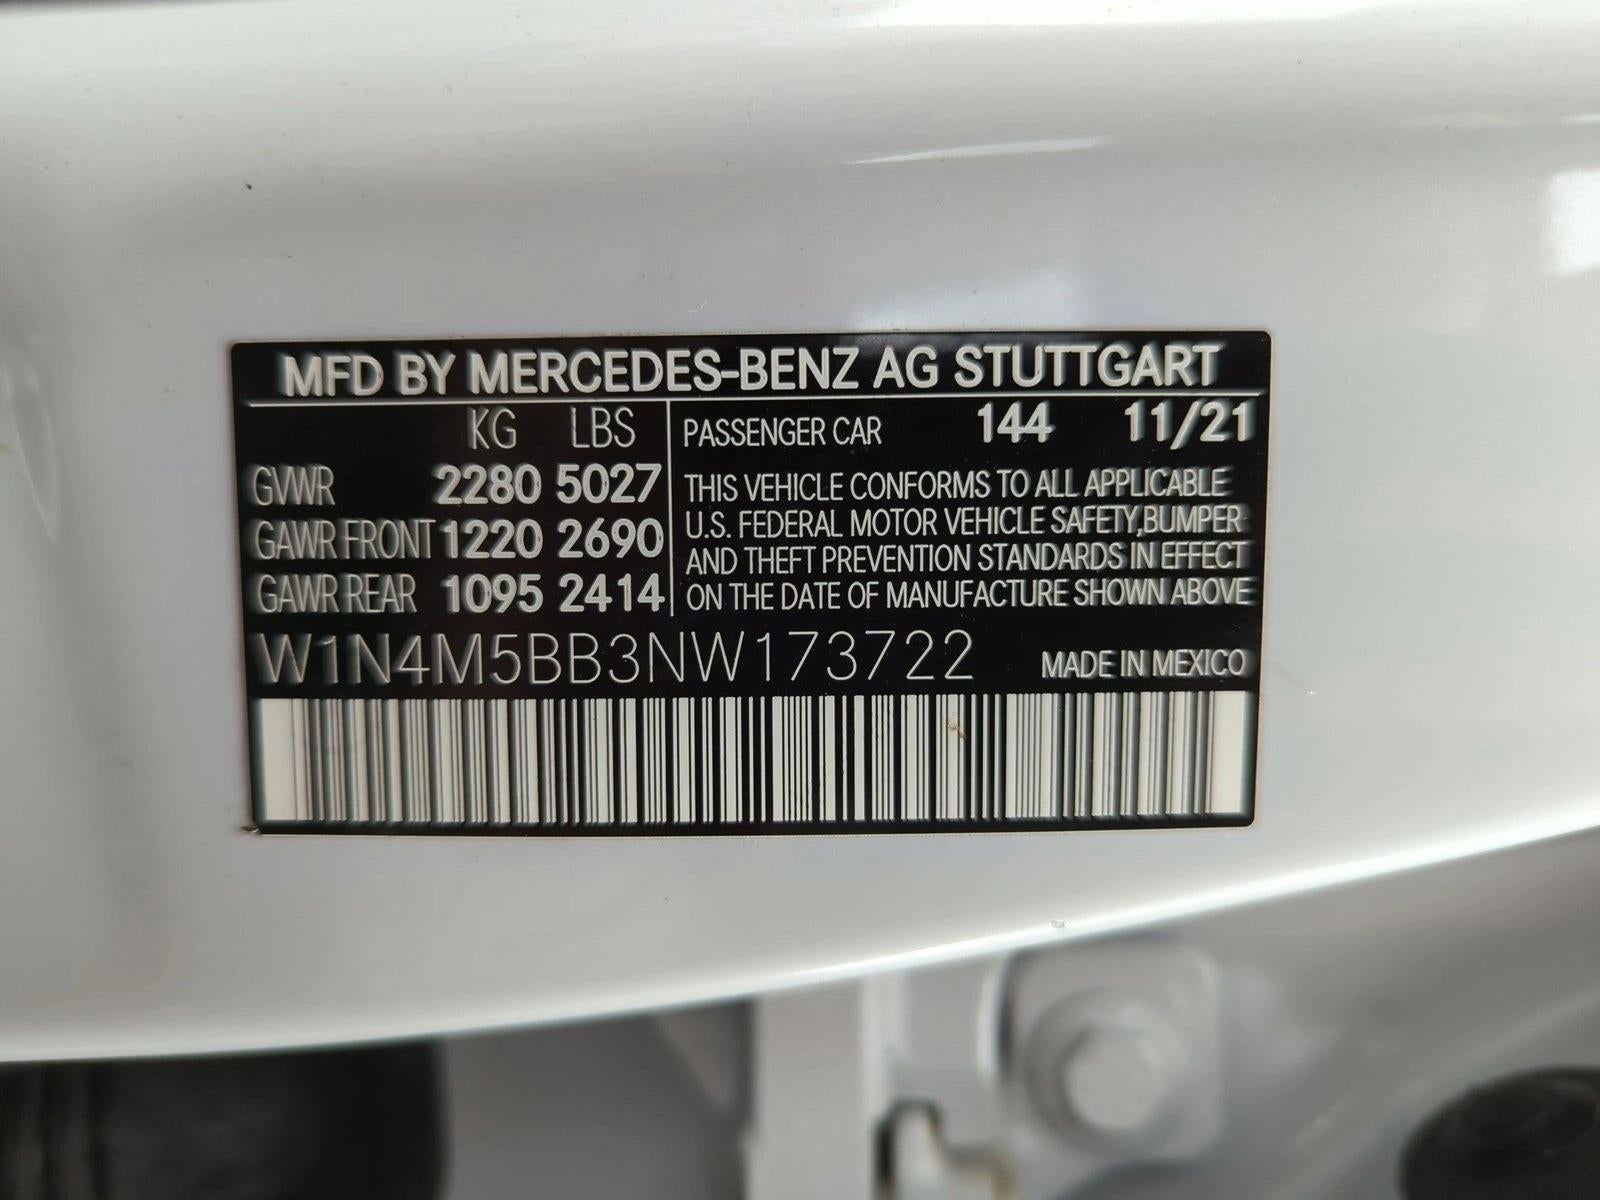 MFD BY MERCEDES-BENZ AG STUTTGART
KG LBS
GVWR 2280 5027
GAWR FRONT 1220 2690
GAWR REAR 1095 2414
PASSENGER CAR 144 11/21
THIS VEHICLE CONFORMS TO ALL APPLICABLE
U.S. FEDERAL MOTOR VEHICLE SAFETY,BUMPER
AND THEFT PREVENTION STANDARDS IN EFFECT
ON THE DATE OF MANUFACTURE SHOWN ABOVE
W1N4M5BB3NW173722 MADE IN MEXICO